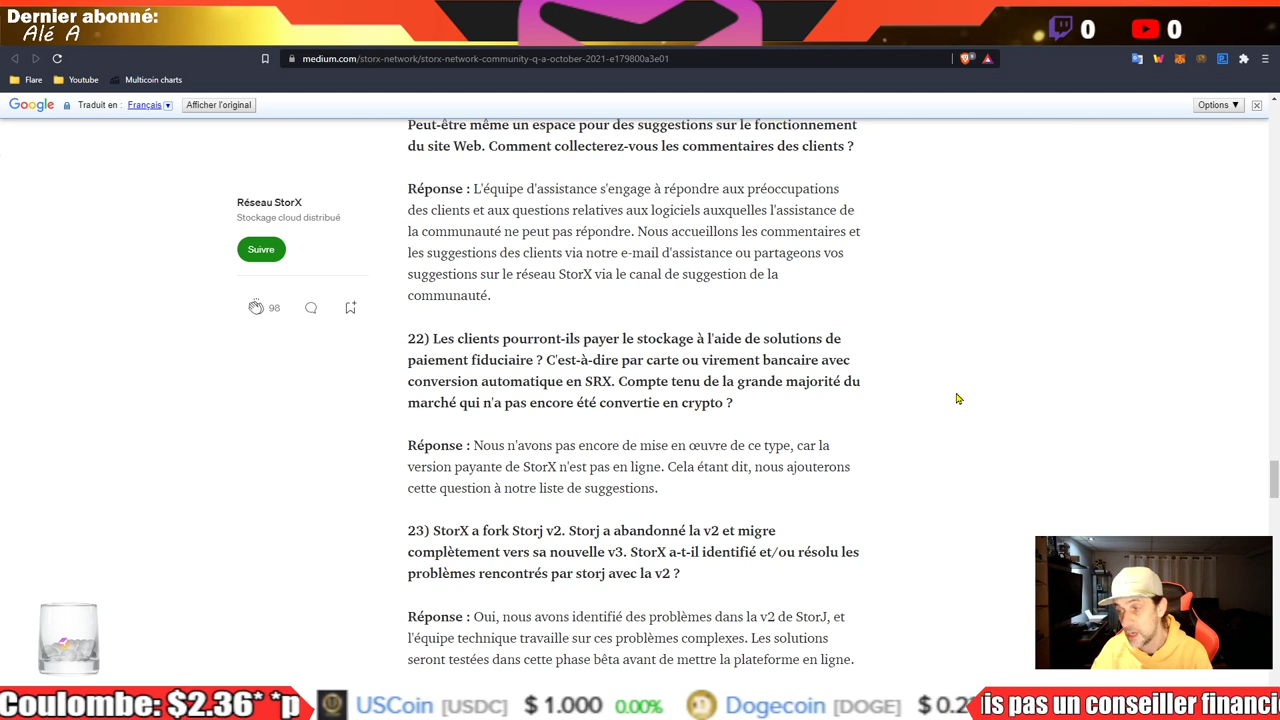 Dernier abonné:
Alé A
0
0
medium.com/storx-network/storx-network-community-q-a-october-2021-e179800a3e01
Flare
Youtube
Multicoin charts
Google
Traduit en :
Français
Afficher l'original
Options ▼
Peut-être même un espace pour des suggestions sur le fonctionnement
du site Web. Comment collecterez-vous les commentaires des clients ?
Réseau StorX
Stockage cloud distribué
Suivre
98
Réponse : L'équipe d'assistance s'engage à répondre aux préoccupations
des clients et aux questions relatives aux logiciels auxquelles l'assistance de
la communauté ne peut pas répondre. Nous accueillons les commentaires et
les suggestions des clients via notre e-mail d'assistance ou partageons vos
suggestions sur le réseau StorX via le canal de suggestion de la
communauté.
22) Les clients pourront-ils payer le stockage à l'aide de solutions de
paiement fiduciaire ? C'est-à-dire par carte ou virement bancaire avec
conversion automatique en SRX. Compte tenu de la grande majorité du
marché qui n'a pas encore été convertie en crypto ?
Réponse : Nous n'avons pas encore de mise en œuvre de ce type, car la
version payante de StorX n'est pas en ligne. Cela étant dit, nous ajouterons
cette question à notre liste de suggestions.
23) StorX a fork Storj v2. Storj a abandonné la v2 et migre
complètement vers sa nouvelle v3. StorX a-t-il identifié et/ou résolu les
problèmes rencontrés par storj avec la v2 ?
Réponse : Oui, nous avons identifié des problèmes dans la v2 de StorJ, et
l'équipe technique travaille sur ces problèmes complexes. Les solutions
seront testées dans cette phase bêta avant de mettre la plateforme en ligne.
Coulombe: $2.36* *p
USCoin [USDC] $ 1.000 0.00%
Dogecoin [DOGE] $ 0.2
is pas un conseiller financi